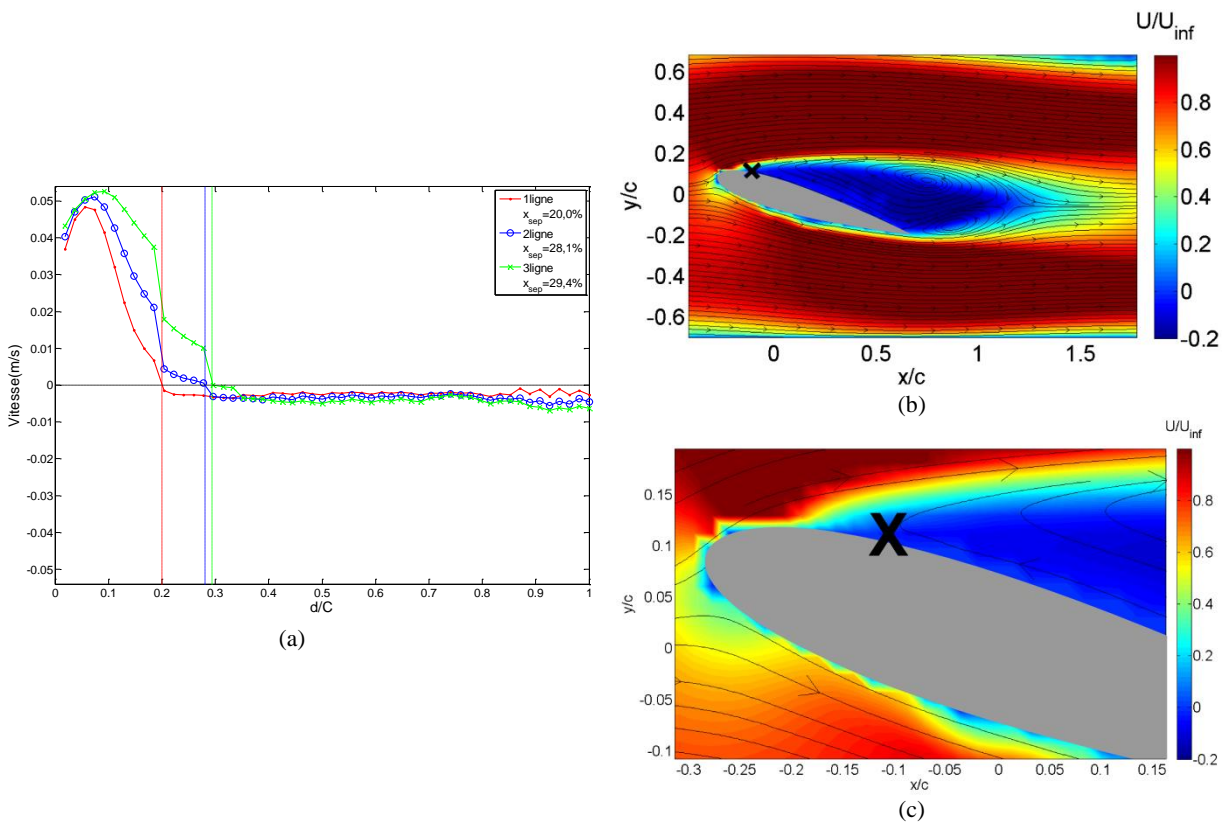 0.05
0.04
0.03
0.02
0.01
0
-0.01
-0.02
-0.03
-0.04
-0.05
Vitesse(m/s)
0 0.1 0.2 0.3 0.4 0.5 0.6 0.7 0.8 0.9 1
d/C
1ligne
x_sep=20,0%
2ligne
x_sep=28,1%
3ligne
x_sep=29,4%
(a)
U/U_inf
0.6
0.4
0.2
0
-0.2
-0.4
-0.6
y/c
0 0.5 1 1.5
x/c
0.8
0.6
0.4
0.2
0
-0.2
(b)
U/U_inf
0.15
0.1
0.05
0
-0.05
-0.1
y/c
X
-0.3 -0.25 -0.2 -0.15 -0.1 -0.05 0 0.05 0.1 0.15
x/c
0.8
0.6
0.4
0.2
0
-0.2
(c)